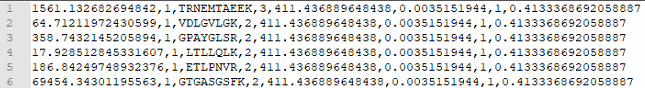 1 1561.132682694842,1,TRNEMTAEEK,3,411.436889648438,0.0035151944,1,0.4133368692058887
2 64.71211972430599,1,VDLGVLGK,2,411.436889648438,0.0035151944,1,0.4133368692058887
3 358.7432145205894,1,GPAYGLSR,2,411.436889648438,0.0035151944,1,0.4133368692058887
4 17.928512845331607,1,LTLLQLK,2,411.436889648438,0.0035151944,1,0.4133368692058887
5 186.84249748932376,1,ETLPNVR,2,411.436889648438,0.0035151944,1,0.4133368692058887
6 69454.34301195563,1,GTGASGSFK,2,411.436889648438,0.0035151944,1,0.4133368692058887